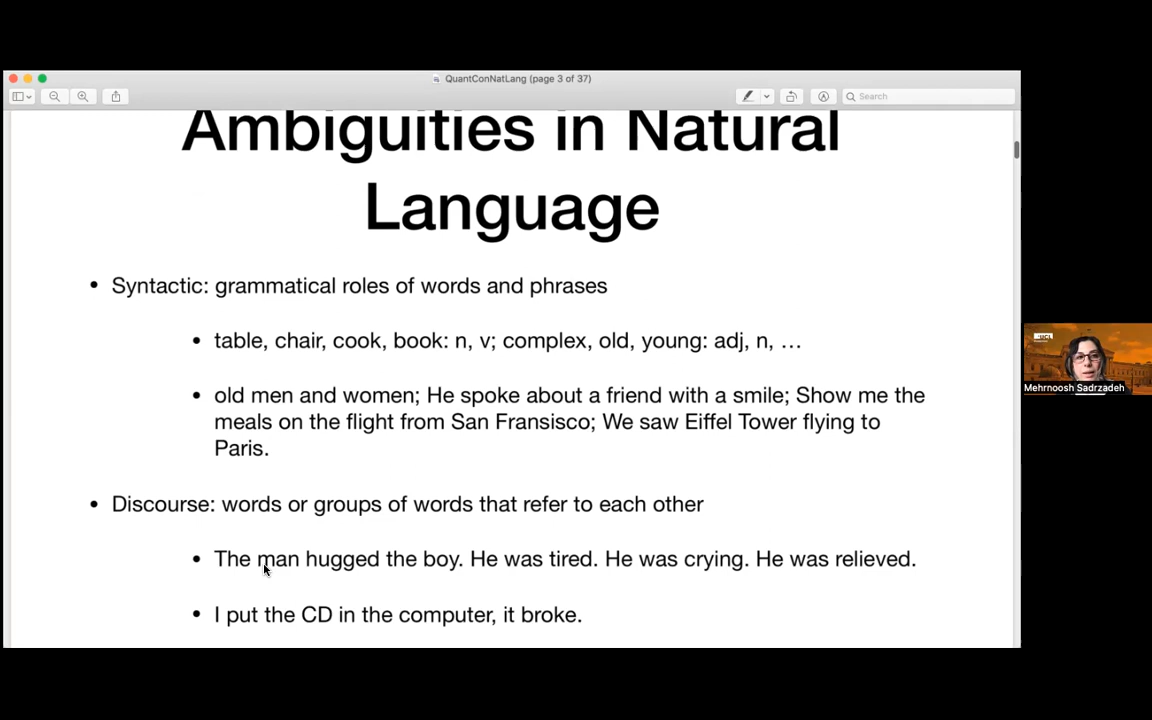 QuantConNatLang (page 3 of 37)
Search
Ambiguities in Natural
Language
• Syntactic: grammatical roles of words and phrases
• table, chair, cook, book: n, v; complex, old, young: adj, n, …
• old men and women; He spoke about a friend with a smile; Show me the
meals on the flight from San Fransisco; We saw Eiffel Tower flying to
Paris.
• Discourse: words or groups of words that refer to each other
• The man hugged the boy. He was tired. He was crying. He was relieved.
• I put the CD in the computer, it broke.
UCL
Mehrnoosh Sadrzadeh